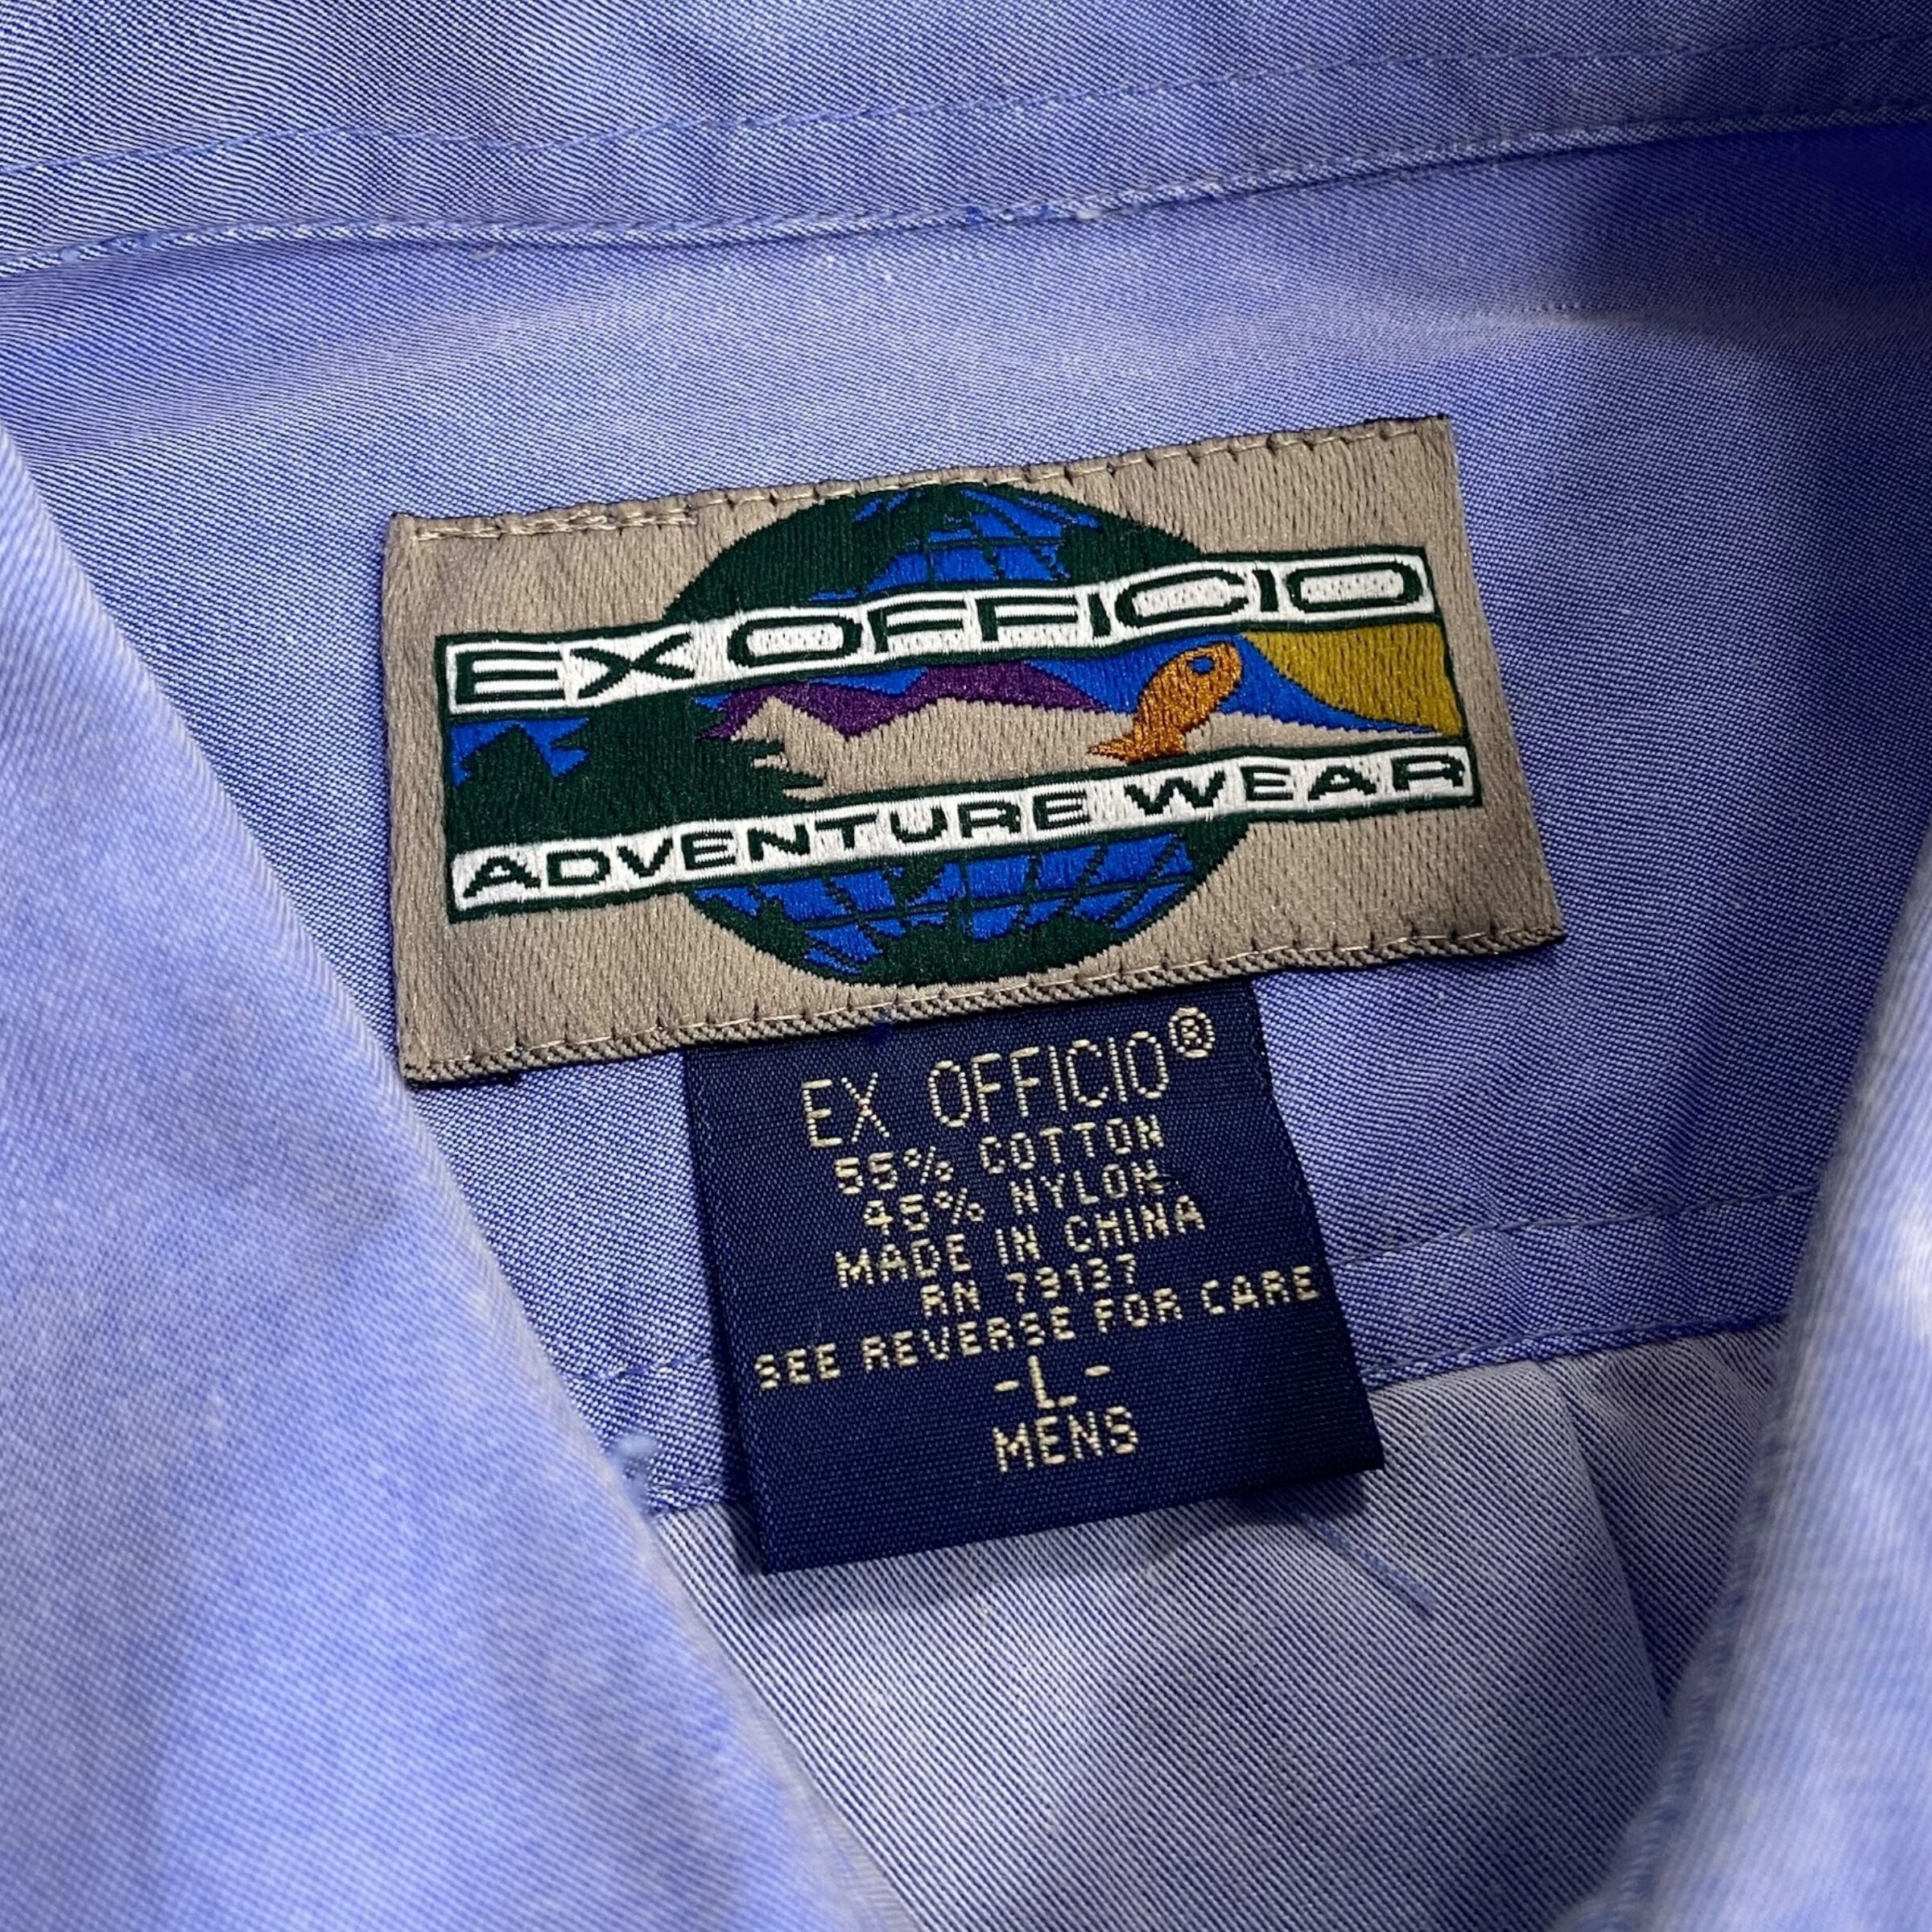 EX OFFICIO
ADVENTURE WEAR
EX OFFICIO®
55% COTTON
45% NYLON
MADE IN CHINA
RN 79137
SEE REVERSE FOR CARE
-L-
MENS